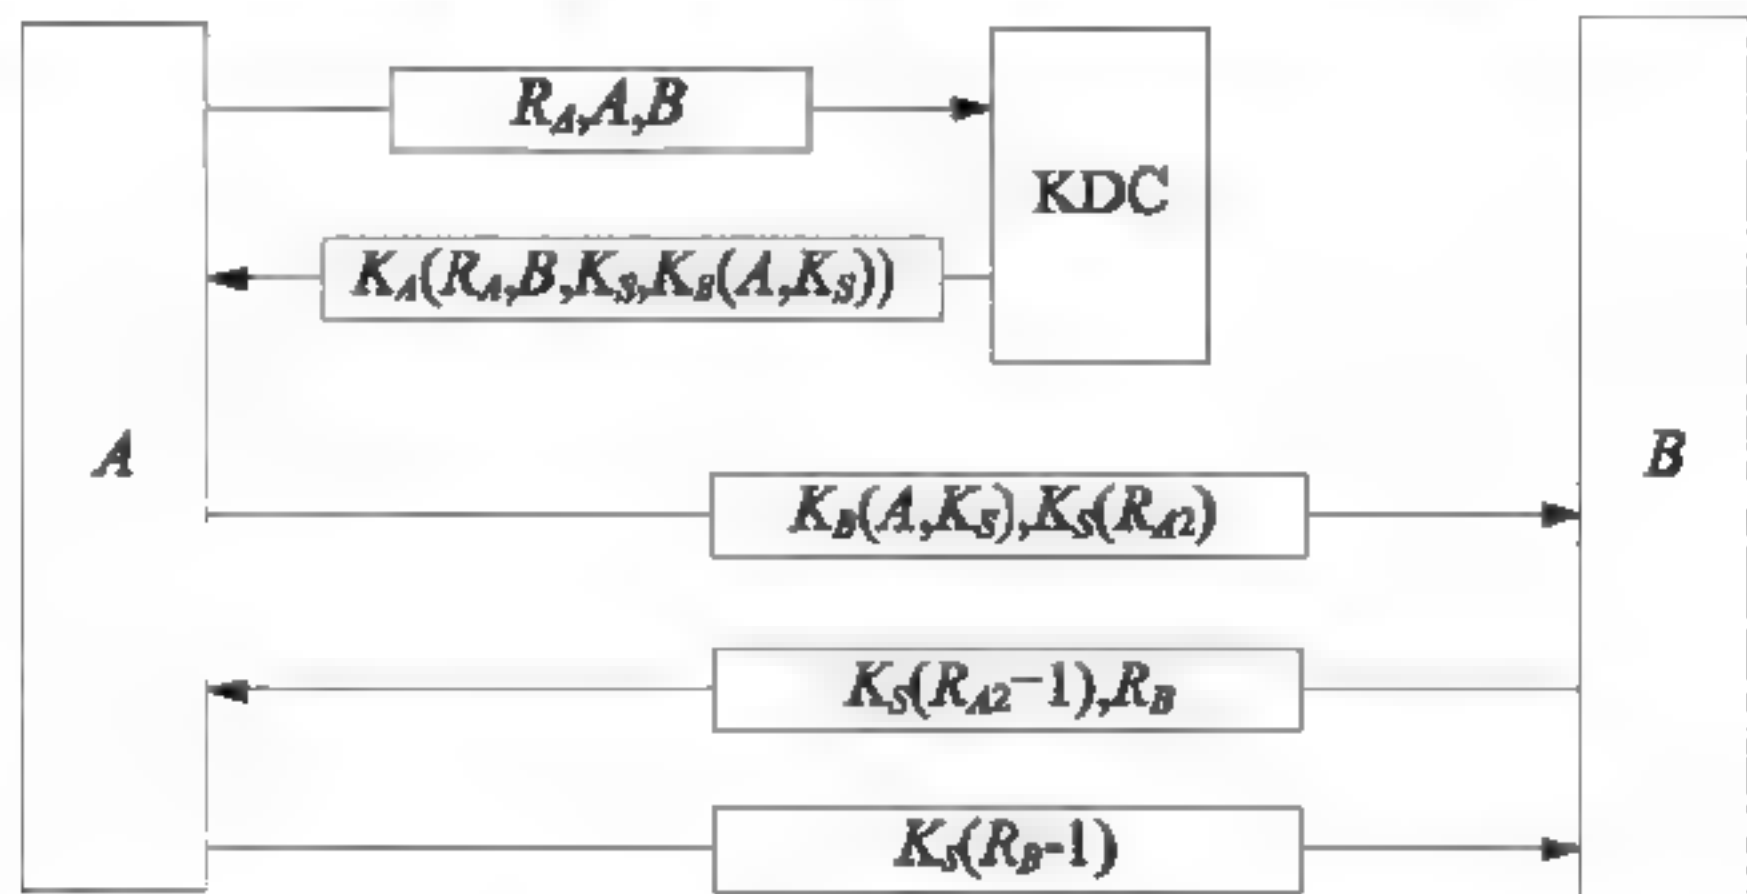 R_A,A,B
KDC
K_A(R_A,B,K_S,K_B(A,K_S))
A
B
K_B(A,K_S),K_S(R_A2)
K_S(R_A2−1),R_B
K_S(R_B-1)